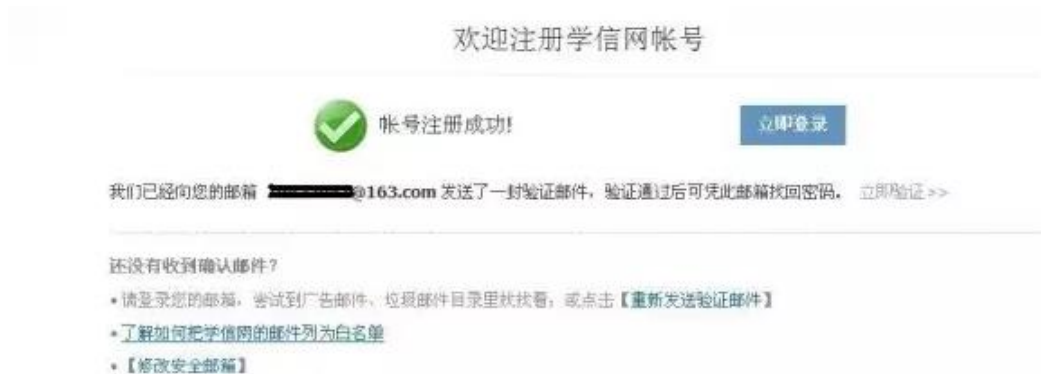 欢迎注册学信网帐号
帐号注册成功! 立即登录
我们已经向您的邮箱 @163.com 发送了一封验证邮件，验证通过后可凭此邮箱找回密码。 立即验证>>
还没有收到确认邮件?
•请登录您的邮箱，尝试到广告邮件、垃圾邮件目录里找找看；或点击【重新发送验证邮件】
•了解如何把学信网的邮件列为白名单
•【修改安全邮箱】